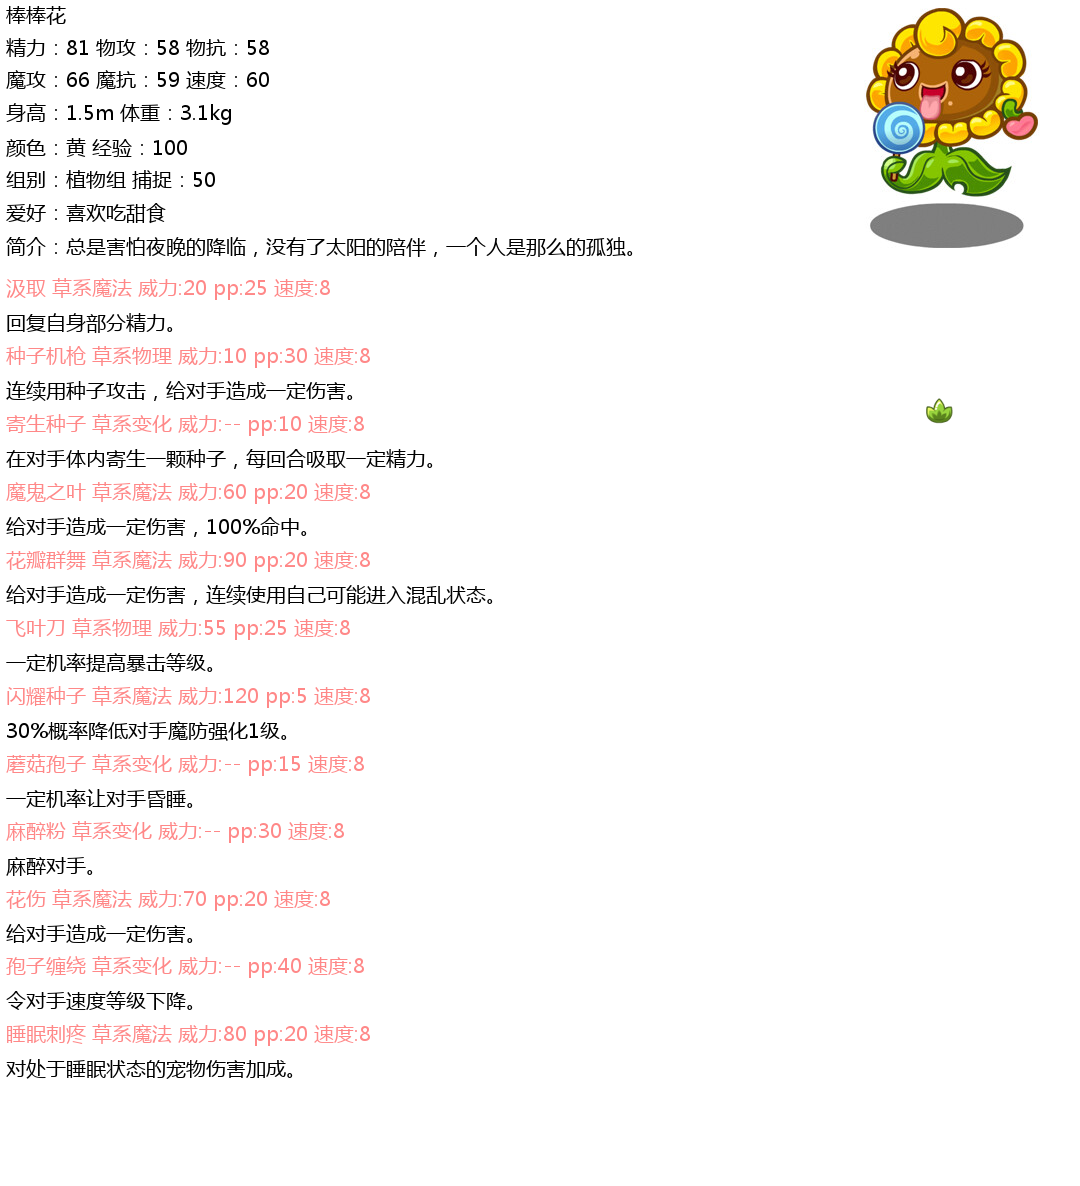 棒棒花
精力：81 物攻：58 物抗：58
魔攻：66 魔抗：59 速度：60
身高：1.5m 体重：3.1kg
颜色：黄 经验：100
组别：植物组 捕捉：50
爱好：喜欢吃甜食
简介：总是害怕夜晚的降临，没有了太阳的陪伴，一个人是那么的孤独。
汲取 草系魔法 威力:20 pp:25 速度:8
回复自身部分精力。
种子机枪 草系物理 威力:10 pp:30 速度:8
连续用种子攻击，给对手造成一定伤害。
寄生种子 草系变化 威力:-- pp:10 速度:8
在对手体内寄生一颗种子，每回合吸取一定精力。
魔鬼之叶 草系魔法 威力:60 pp:20 速度:8
给对手造成一定伤害，100%命中。
花瓣群舞 草系魔法 威力:90 pp:20 速度:8
给对手造成一定伤害，连续使用自己可能进入混乱状态。
飞叶刀 草系物理 威力:55 pp:25 速度:8
一定机率提高暴击等级。
闪耀种子 草系魔法 威力:120 pp:5 速度:8
30%概率降低对手魔防强化1级。
蘑菇孢子 草系变化 威力:-- pp:15 速度:8
一定机率让对手昏睡。
麻醉粉 草系变化 威力:-- pp:30 速度:8
麻醉对手。
花伤 草系魔法 威力:70 pp:20 速度:8
给对手造成一定伤害。
孢子缠绕 草系变化 威力:-- pp:40 速度:8
令对手速度等级下降。
睡眠刺疼 草系魔法 威力:80 pp:20 速度:8
对处于睡眠状态的宠物伤害加成。